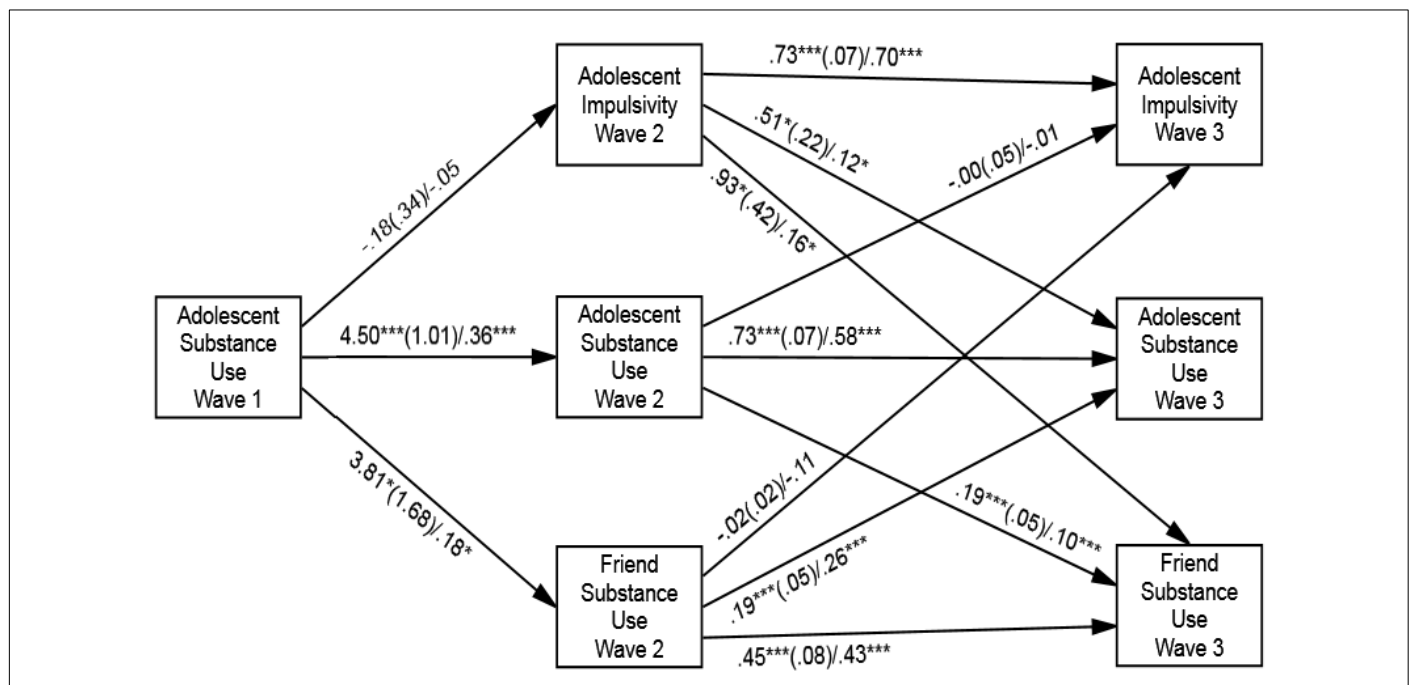 Adolescent
Impulsivity
Wave 2
Adolescent
Impulsivity
Wave 3
Adolescent
Substance
Use
Wave 1
Adolescent
Substance
Use
Wave 2
Adolescent
Substance
Use
Wave 3
Friend
Substance
Use
Wave 2
Friend
Substance
Use
Wave 3
-.18(.34)/-.05
4.50***(1.01)/.36***
3.81*(1.68)/.18*
.73***(.07)/.70***
.51*(.22)/.12*
.93*(.42)/.16*
-.00(.05)/-.01
.73***(.07)/.58***
.19***(.05)/.10***
-.02(.02)/-.11
.19***(.05)/.26***
.45***(.08)/.43***